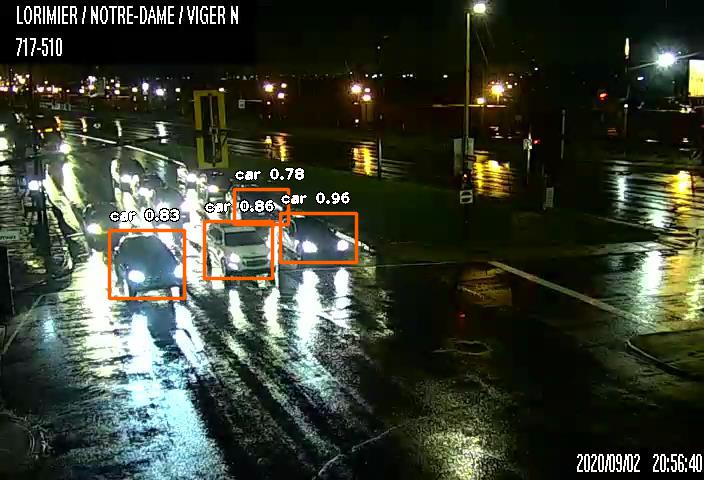 LORIMIER / NOTRE-DAME / VIGER N
717-510
car 0.78
car 0.83
car 0.86
car 0.96
2020/09/02 20:56:40